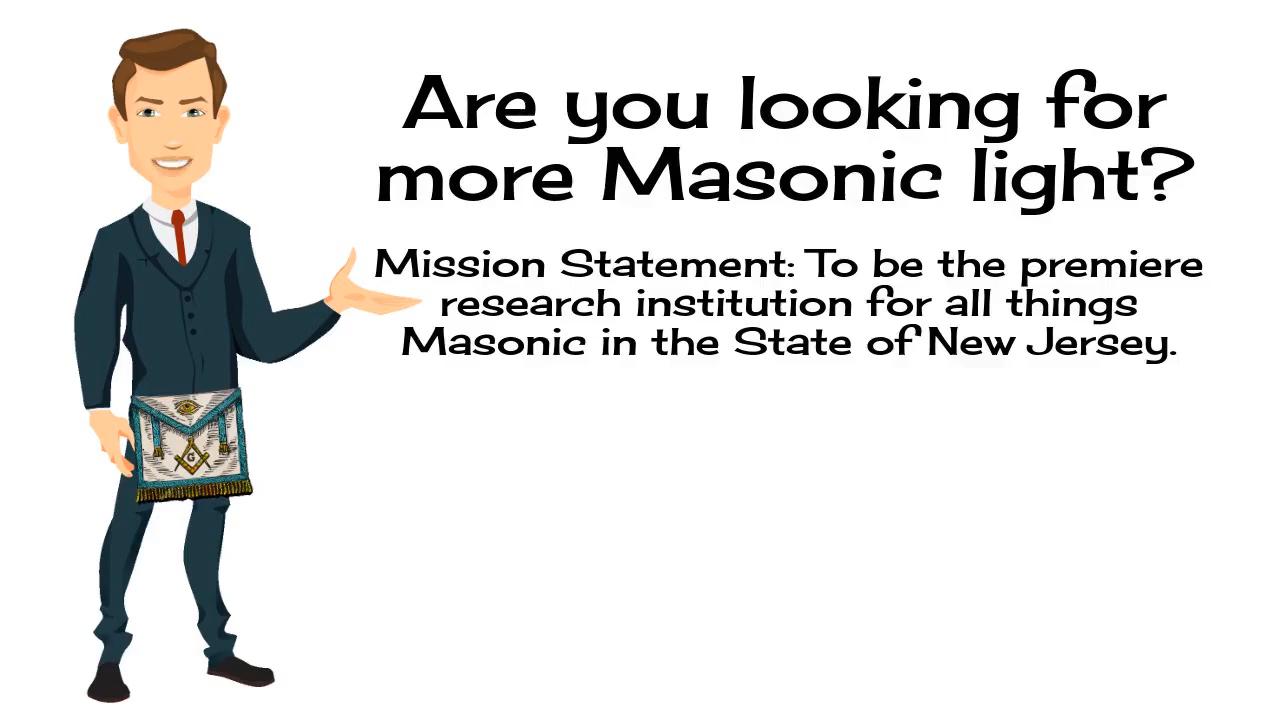 Are you looking for
more Masonic light?
Mission Statement: To be the premiere
research institution for all things
Masonic in the State of New Jersey.
G